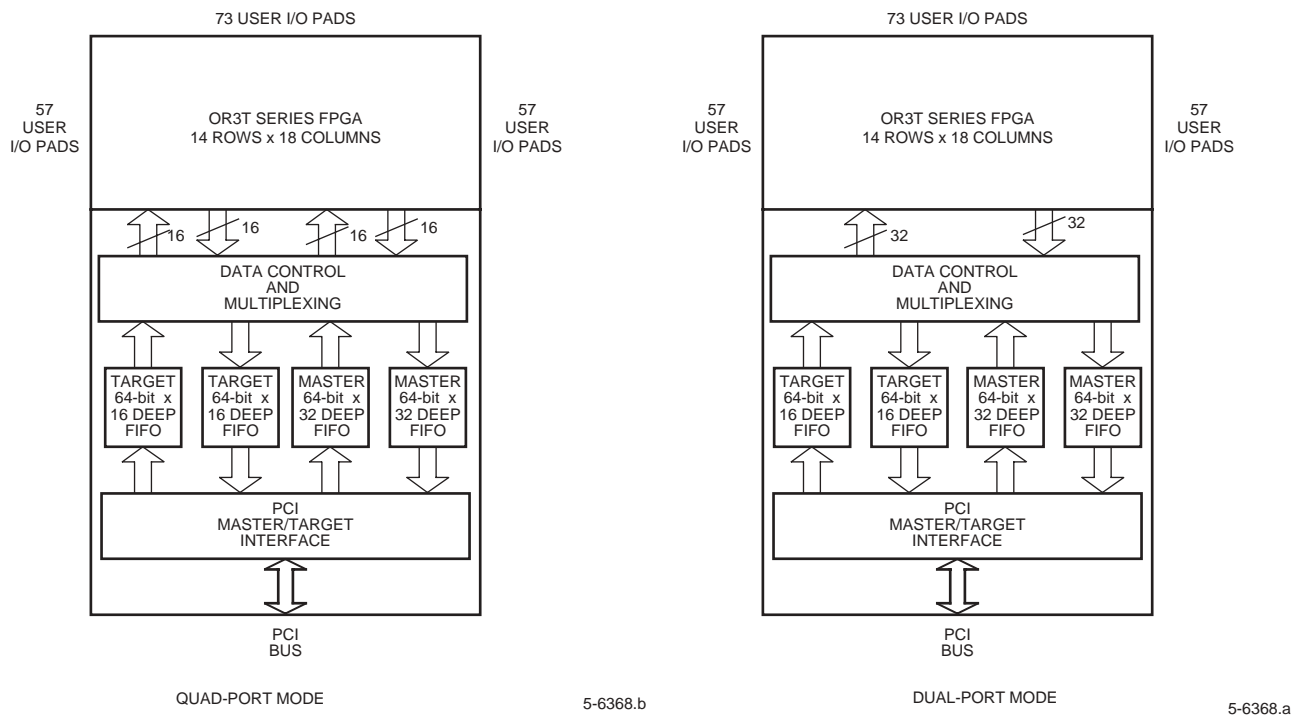 73 USER I/O PADS
57
USER
I/O PADS
OR3T SERIES FPGA
14 ROWS x 18 COLUMNS
57
USER
I/O PADS
16
16
16
16
DATA CONTROL
AND
MULTIPLEXING
TARGET
64-bit x
16 DEEP
FIFO
TARGET
64-bit x
16 DEEP
FIFO
MASTER
64-bit x
32 DEEP
FIFO
MASTER
64-bit x
32 DEEP
FIFO
PCI
MASTER/TARGET
INTERFACE
PCI
BUS
QUAD-PORT MODE
5-6368.b
73 USER I/O PADS
57
USER
I/O PADS
OR3T SERIES FPGA
14 ROWS x 18 COLUMNS
57
USER
I/O PADS
32
32
DATA CONTROL
AND
MULTIPLEXING
TARGET
64-bit x
16 DEEP
FIFO
TARGET
64-bit x
16 DEEP
FIFO
MASTER
64-bit x
32 DEEP
FIFO
MASTER
64-bit x
32 DEEP
FIFO
PCI
MASTER/TARGET
INTERFACE
PCI
BUS
DUAL-PORT MODE
5-6368.a